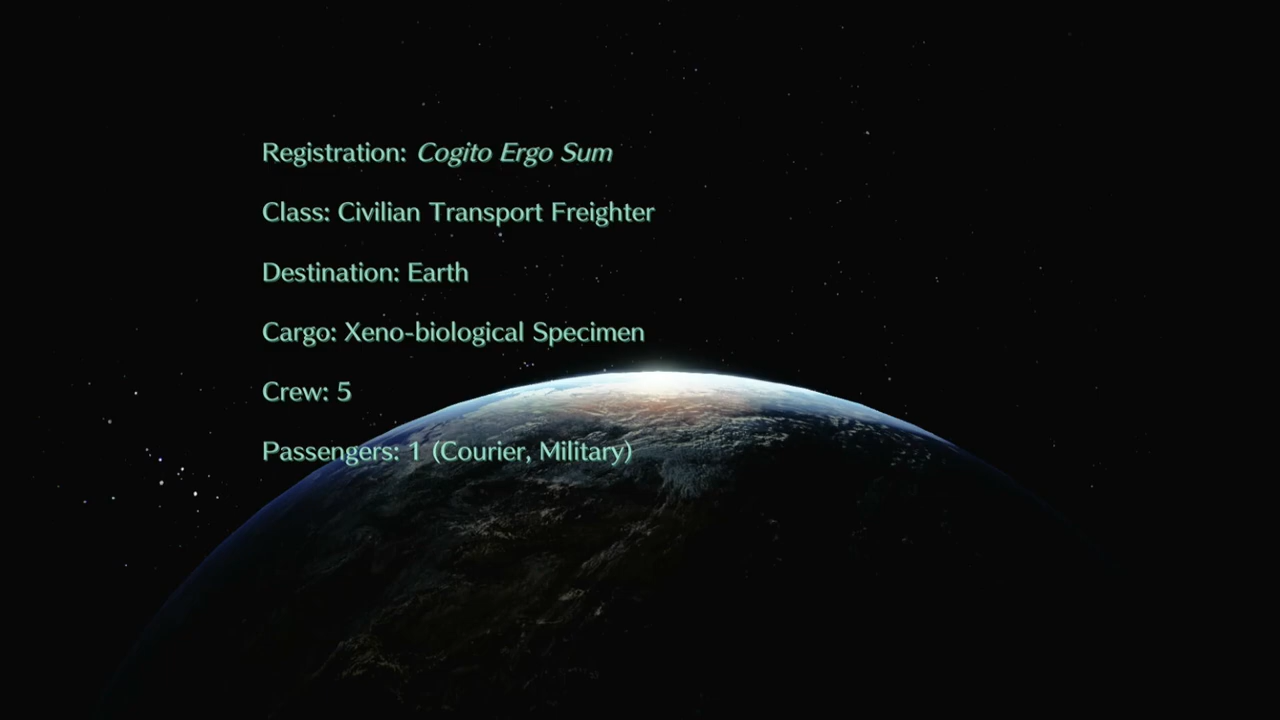 Registration: Cogito Ergo Sum
Class: Civilian Transport Freighter
Destination: Earth
Cargo: Xeno-biological Specimen
Crew: 5
Passengers: 1 (Courier, Military)